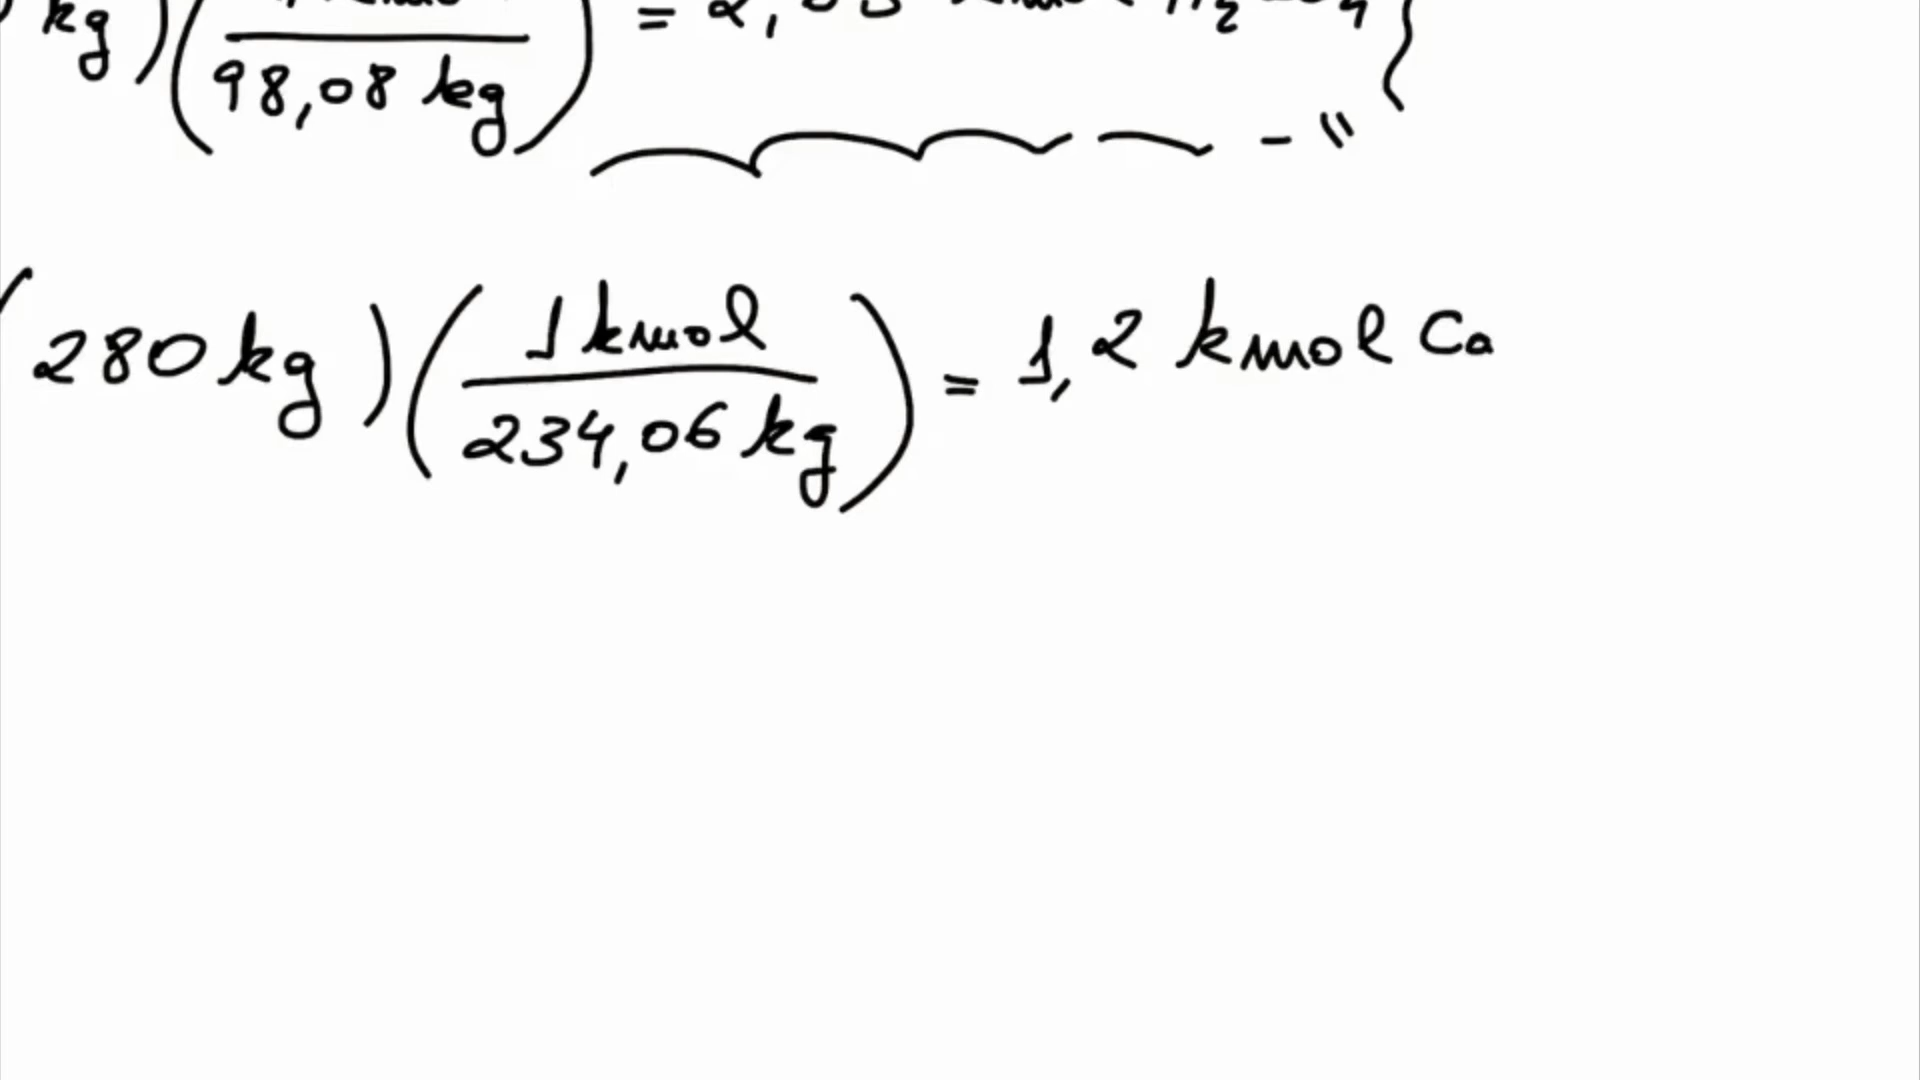 kg)( / 98,08 kg) = 2,
(280 kg)(1 kmol / 234,06 kg) = 1,2 kmol Ca